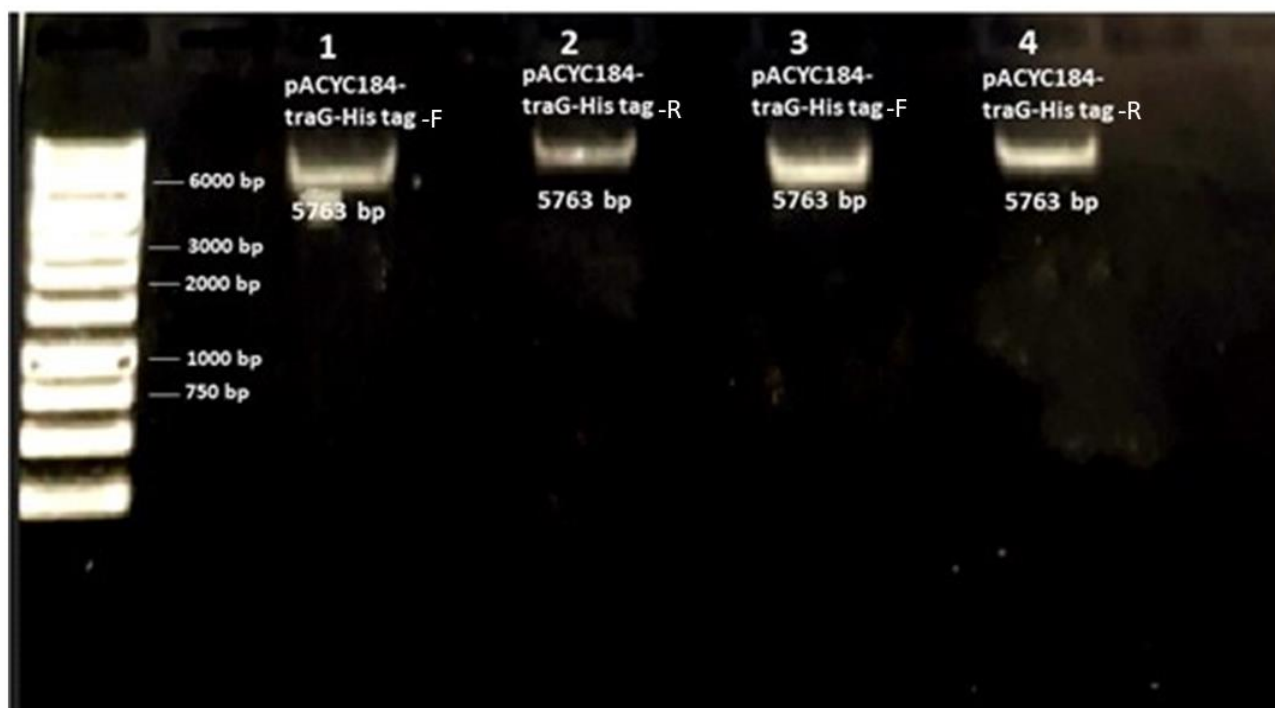 1
pACYC184-
traG-His tag -F
2
pACYC184-
traG-His tag -R
3
pACYC184-
traG-His tag -F
4
pACYC184-
traG-His tag -R
6000 bp
5763 bp
5763 bp
5763 bp
5763 bp
3000 bp
2000 bp
1000 bp
750 bp